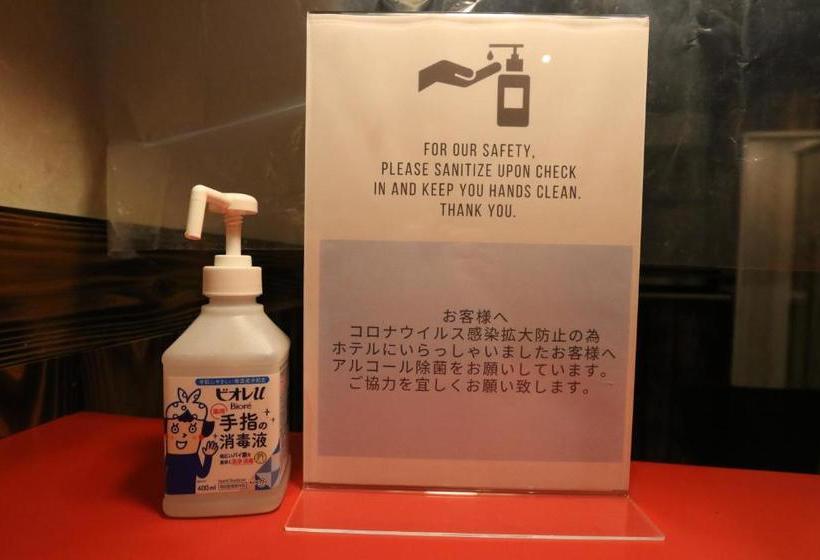 FOR OUR SAFETY,
PLEASE SANITIZE UPON CHECK
IN AND KEEP YOU HANDS CLEAN.
THANK YOU.
お客様へ
コロナウイルス感染拡大防止の為
ホテルにいらっしゃいましたお客様へ
アルコール除菌をお願いしています。
ご協力を宜しくお願い致します。
ビオレu
Bioré
手指の
消毒液
400ml